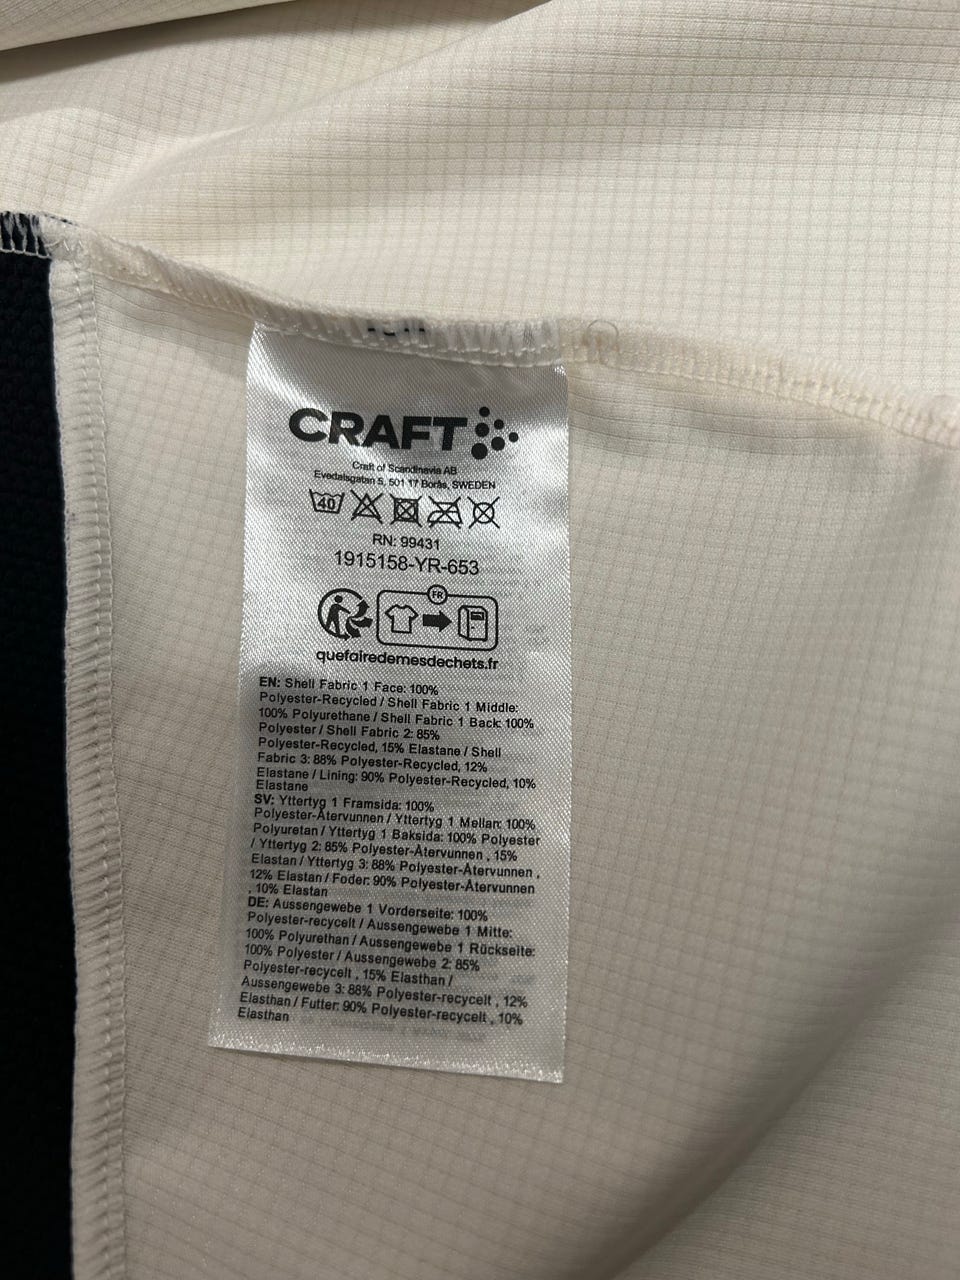 CRAFT
Craft of Scandinavia AB
Evedalsgatan 5, 501 17 Borås, SWEDEN
40
RN: 99431
1915158-YR-653
FR
quefairedemesdechets.fr
EN: Shell Fabric 1 Face: 100%
Polyester-Recycled / Shell Fabric 1 Middle:
100% Polyurethane / Shell Fabric 1 Back: 100%
Polyester / Shell Fabric 2: 85%
Polyester-Recycled, 15% Elastane / Shell
Fabric 3: 88% Polyester-Recycled, 12%
Elastane / Lining: 90% Polyester-Recycled, 10%
Elastane
SV: Yttertyg 1 Framsida: 100%
Polyester-Återvunnen / Yttertyg 1 Mellan: 100%
Polyuretan / Yttertyg 1 Baksida: 100% Polyester
/ Yttertyg 2: 85% Polyester-Återvunnen , 15%
Elastan / Yttertyg 3: 88% Polyester-Återvunnen ,
12% Elastan / Foder: 90% Polyester-Återvunnen
, 10% Elastan
DE: Aussengewebe 1 Vorderseite: 100%
Polyester-recycelt / Aussengewebe 1 Mitte:
100% Polyurethan / Aussengewebe 1 Rückseite:
100% Polyester / Aussengewebe 2: 85%
Polyester-recycelt , 15% Elasthan /
Aussengewebe 3: 88% Polyester-recycelt , 12%
Elasthan / Futter: 90% Polyester-recycelt , 10%
Elasthan